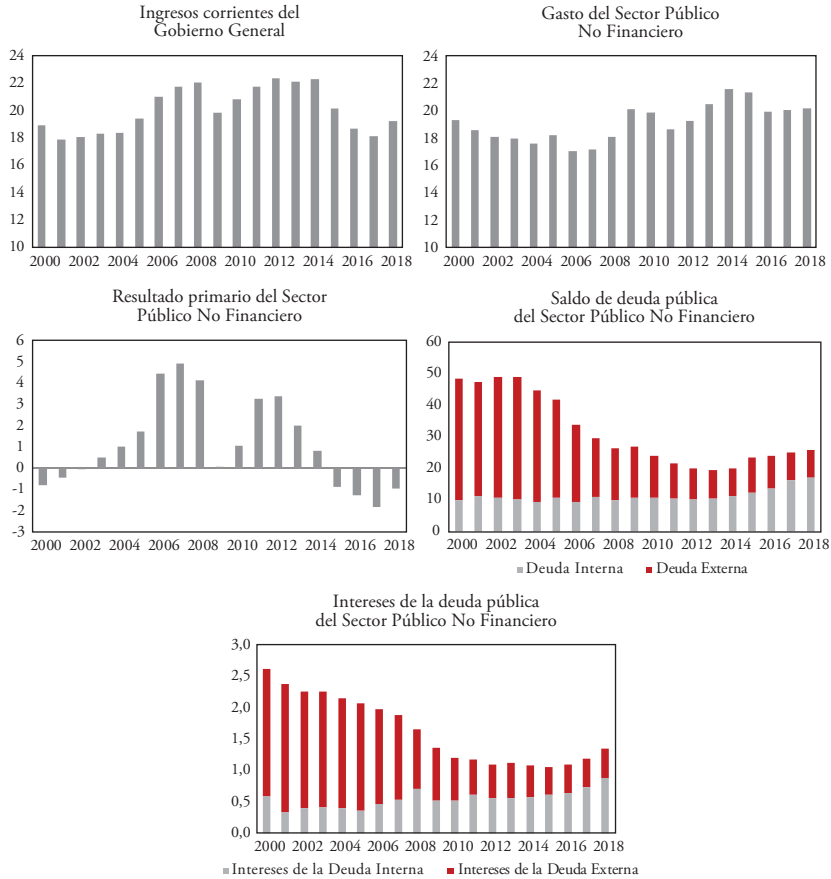 Ingresos corrientes del
Gobierno General
24
22
20
18
16
14
12
10
2000 2002 2004 2006 2008 2010 2012 2014 2016 2018
Gasto del Sector Público
No Financiero
24
22
20
18
16
14
12
10
2000 2002 2004 2006 2008 2010 2012 2014 2016 2018
Resultado primario del Sector
Público No Financiero
6
5
4
3
2
1
0
-1
-2
-3
2000 2002 2004 2006 2008 2010 2012 2014 2016 2018
Saldo de deuda pública
del Sector Público No Financiero
60
50
40
30
20
10
0
2000 2002 2004 2006 2008 2010 2012 2014 2016 2018
Deuda Interna Deuda Externa
Intereses de la deuda pública
del Sector Público No Financiero
3,0
2,5
2,0
1,5
1,0
0,5
0,0
2000 2002 2004 2006 2008 2010 2012 2014 2016 2018
Intereses de la Deuda Interna Intereses de la Deuda Externa